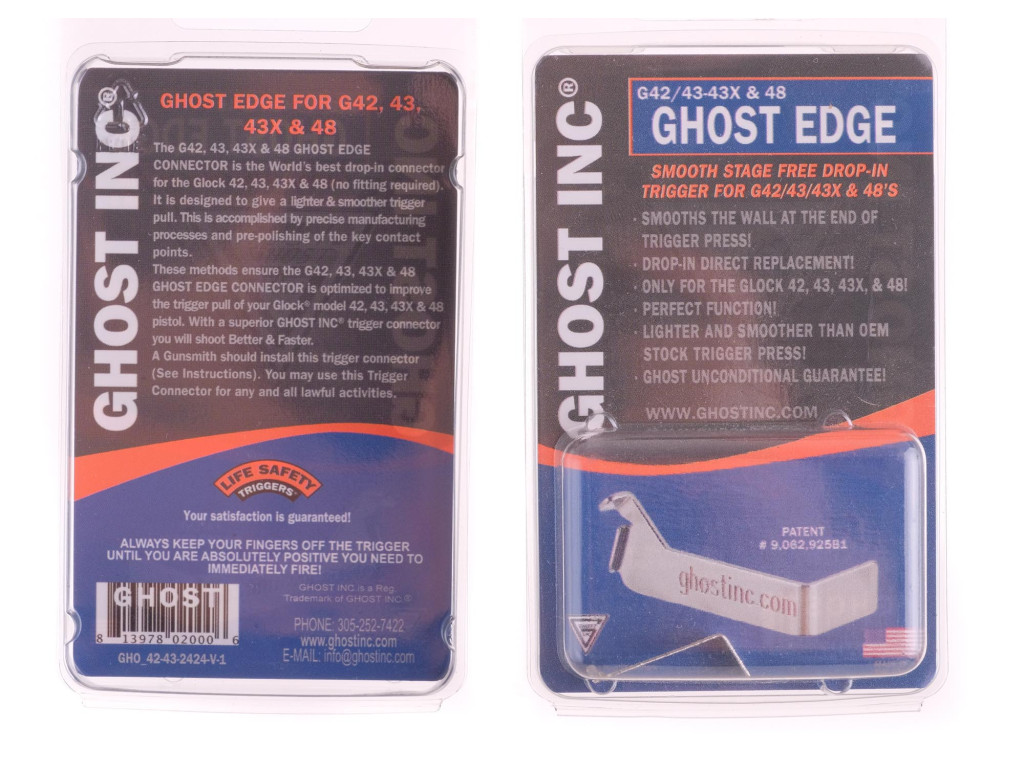 GHOST INC®
GHOST EDGE FOR G42, 43,
43X & 48
The G42, 43, 43X & 48 GHOST EDGE
CONNECTOR is the World's best drop-in connector
for the Glock 42, 43, 43X & 48 (no fitting required).
It is designed to give a lighter & smoother trigger
pull. This is accomplished by precise manufacturing
processes and pre-polishing of the key contact
points.
These methods ensure the G42, 43, 43X & 48
GHOST EDGE CONNECTOR is optimized to improve
the trigger pull of your Glock® model 42, 43, 43X & 48
pistol. With a superior GHOST INC® trigger connector
you will shoot Better & Faster.
A Gunsmith should install this trigger connector
(See Instructions). You may use this Trigger
Connector for any and all lawful activities.
LIFE SAFETY
TRIGGERS
Your satisfaction is guaranteed!
ALWAYS KEEP YOUR FINGERS OFF THE TRIGGER
UNTIL YOU ARE ABSOLUTELY POSITIVE YOU NEED TO
IMMEDIATELY FIRE!
GHOST
8 13978 02000 6
GHO_42-43-2424-V-1
GHOST INC is a Reg.
Trademark of GHOST INC.®
PHONE: 305-252-7422
www.ghostinc.com
E-MAIL: info@ghostinc.com
GHOST INC®
G42/43-43X & 48
GHOST EDGE
SMOOTH STAGE FREE DROP-IN
TRIGGER FOR G42/43/43X & 48'S
· SMOOTHS THE WALL AT THE END OF
TRIGGER PRESS!
· DROP-IN DIRECT REPLACEMENT!
· ONLY FOR THE GLOCK 42, 43, 43X, & 48!
· PERFECT FUNCTION!
· LIGHTER AND SMOOTHER THAN OEM
STOCK TRIGGER PRESS!
· GHOST UNCONDITIONAL GUARANTEE!
WWW.GHOSTINC.COM
PATENT
# 9,062,925B1
ghostinc.com